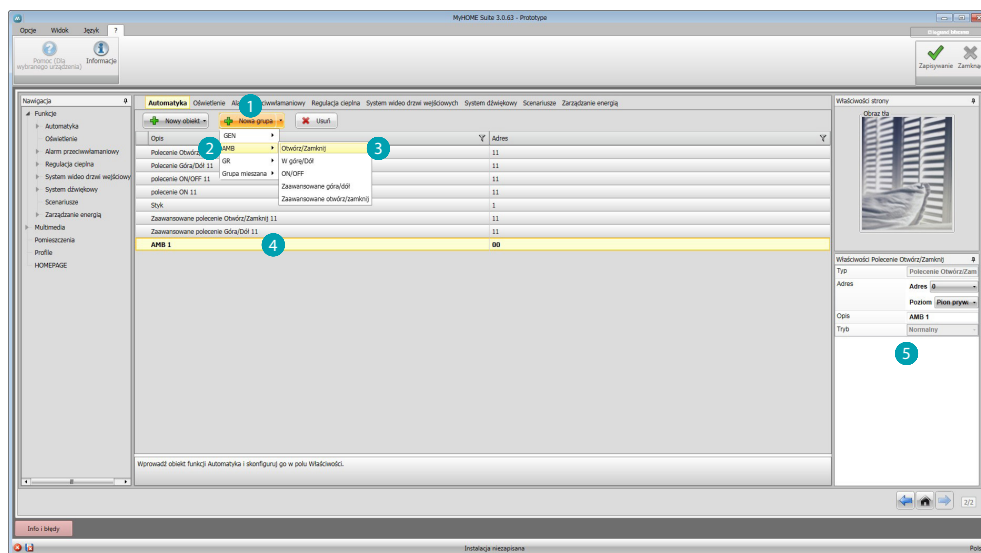 MyHOME Suite 3.0.63 - Prototype
Opcje Widok Język ?
Pomoc (Dla
wybranego urządzenia)
Informacje
Zapisywanie
Nawigacja
Funkcje
Automatyka
Oświetlenie
Alarm przeciwwłamaniowy
Regulacja cieplna
System wideo drzwi wejściowy
System dźwiękowy
Scenariusze
Zarządzanie energią
Multimedia
Pomieszczenia
Profile
HOMEPAGE
Automatyka Oświetlenie Regulacja cieplna System wideo drzwi wejściowych System dźwiękowy Scenariusze Zarządzanie energią
1
Nowy obiekt Nowa grupa Usuń
Opis Adres
GEN
2 AMB
GR
Grupa mieszana
Otwórz/Zamknij 3
W górę/Dół
ON/OFF
Zaawansowane góra/dół
Zaawansowane otwórz/zamknij
Polecenie 11
Polecenie Góra/Dół 11 11
polecenie ON/OFF 11 11
polecenie ON 11 11
Styk 1
Zaawansowane polecenie Otwórz/Zamknij 11 11
Zaawansowane polecenie Góra/Dół 11 11
AMB 1 4 00
Wprowadź obiekt funkcji Automatyka i skonfiguruj go w polu Właściwości.
Właściwości strony
Obraz tła
Właściwości Polecenie Otwórz/Zamknij
Typ Polecenie Otwórz/Zam
Adres Adres 0
Poziom Pion pryw
Opis AMB 1
Tryb Normalny
5
2/2
Info i błędy
Instalacja niezapisana
Pols